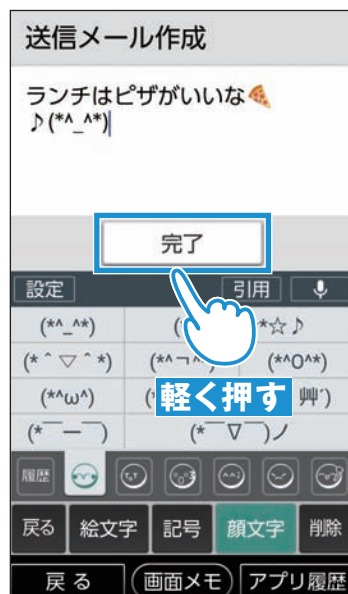 送信メール作成
ランチはピザがいいな🍕
♪(*^_^*)
完了
設定 引用
(*^_^*) *☆♪
(*＾▽＾*) (*^¬^*) (*^O^*)
(*^ω^) 艸`)
軽く押す
(*￣ー￣) (*￣∇￣)ノ
履歴
戻る 絵文字 記号 顔文字 削除
戻る 画面メモ アプリ履歴